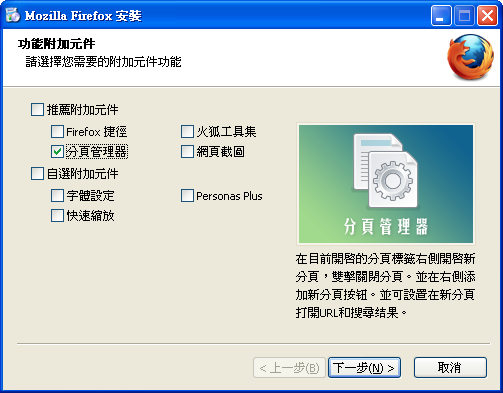 Mozilla Firefox 安裝
功能附加元件
請選擇您需要的附加元件功能
推薦附加元件
Firefox 捷徑
火狐工具集
分頁管理器
網頁截圖
自選附加元件
字體設定
Personas Plus
快速縮放
分頁管理器
在目前開啓的分頁標籤右側開啓新
分頁，雙擊關閉分頁。並在右側添
加新分頁按钮。並可設置在新分頁
打開URL和搜尋结果。
< 上一步(B)
下一步(N) >
取消